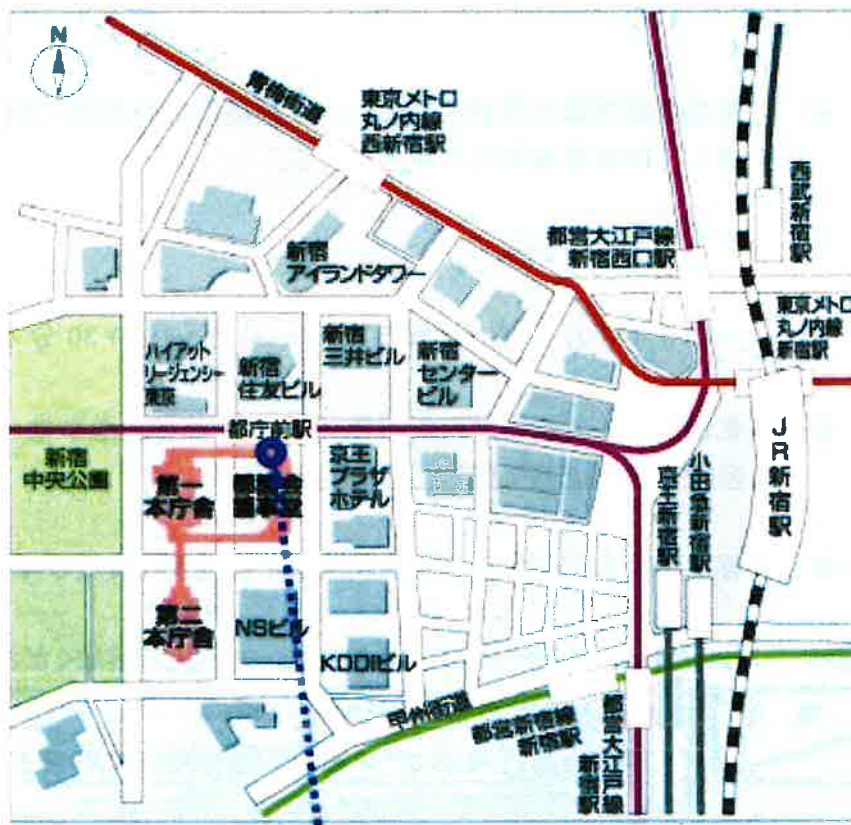 N
青梅街道
東京メトロ
丸ノ内線
西新宿駅
西武新宿駅
都営大江戸線
新宿西口駅
新宿
アイランドタワー
東京メトロ
丸ノ内線
新宿駅
ハイアット
リージェンシー
東京
新宿
住友ビル
新宿
三井ビル
新宿
センター
ビル
都庁前駅
新宿
中央公園
第一
本庁舎
都議会
議事堂
京王
プラザ
ホテル
京王新宿駅
小田急新宿駅
JR新宿駅
第二
本庁舎
NSビル
KDDIビル
甲州街道
都営新宿線
新宿駅
都営大江戸線
新宿駅